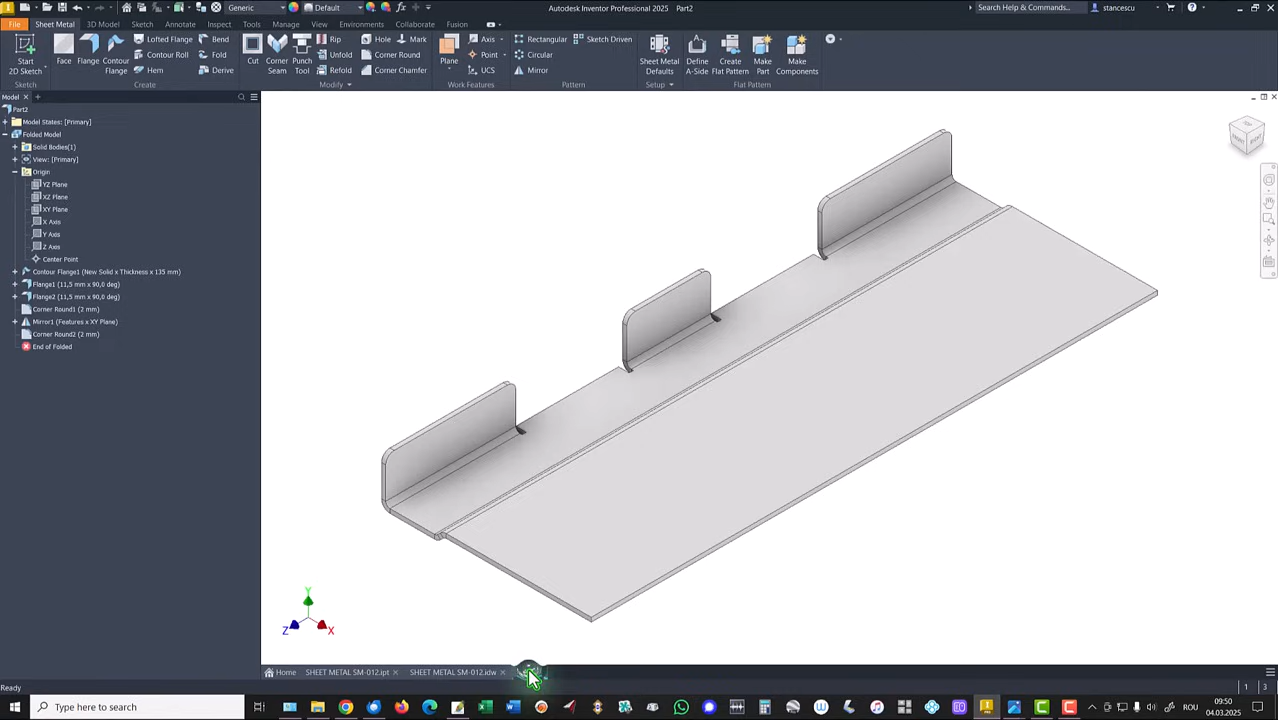 Generic
Default
Autodesk Inventor Professional 2025 Part2
Search Help & Commands...
stancescu
File Sheet Metal 3D Model Sketch Annotate Inspect Tools Manage View Environments Collaborate Fusion
Start
2D Sketch
Sketch
Face
Flange
Contour
Flange
Lofted Flange
Contour Roll
Hem
Bend
Fold
Derive
Create
Cut
Corner
Seam
Punch
Tool
Rip
Unfold
Refold
Hole
Mark
Corner Round
Corner Chamfer
Modify
Plane
Axis
Point
UCS
Work Features
Rectangular
Circular
Mirror
Sketch Driven
Pattern
Sheet Metal
Defaults
Setup
Define
A-Side
Create
Flat Pattern
Make
Part
Make
Components
Flat Pattern
Model
Part2
Model States: [Primary]
Folded Model
Solid Bodies(1)
View: [Primary]
Origin
YZ Plane
XZ Plane
XY Plane
X Axis
Y Axis
Z Axis
Center Point
Contour Flange1 (New Solid x Thickness x 135 mm)
Flange1 (11,5 mm x 90,0 deg)
Flange2 (11,5 mm x 90,0 deg)
Corner Round1 (2 mm)
Mirror1 (Features x XY Plane)
Corner Round2 (2 mm)
End of Folded
TOP
FRONT
RIGHT
Y
Z
X
Home
SHEET METAL SM-012.ipt
SHEET METAL SM-012.idw
Ready
1 3
Type here to search
ROU
09:50
04.03.2025